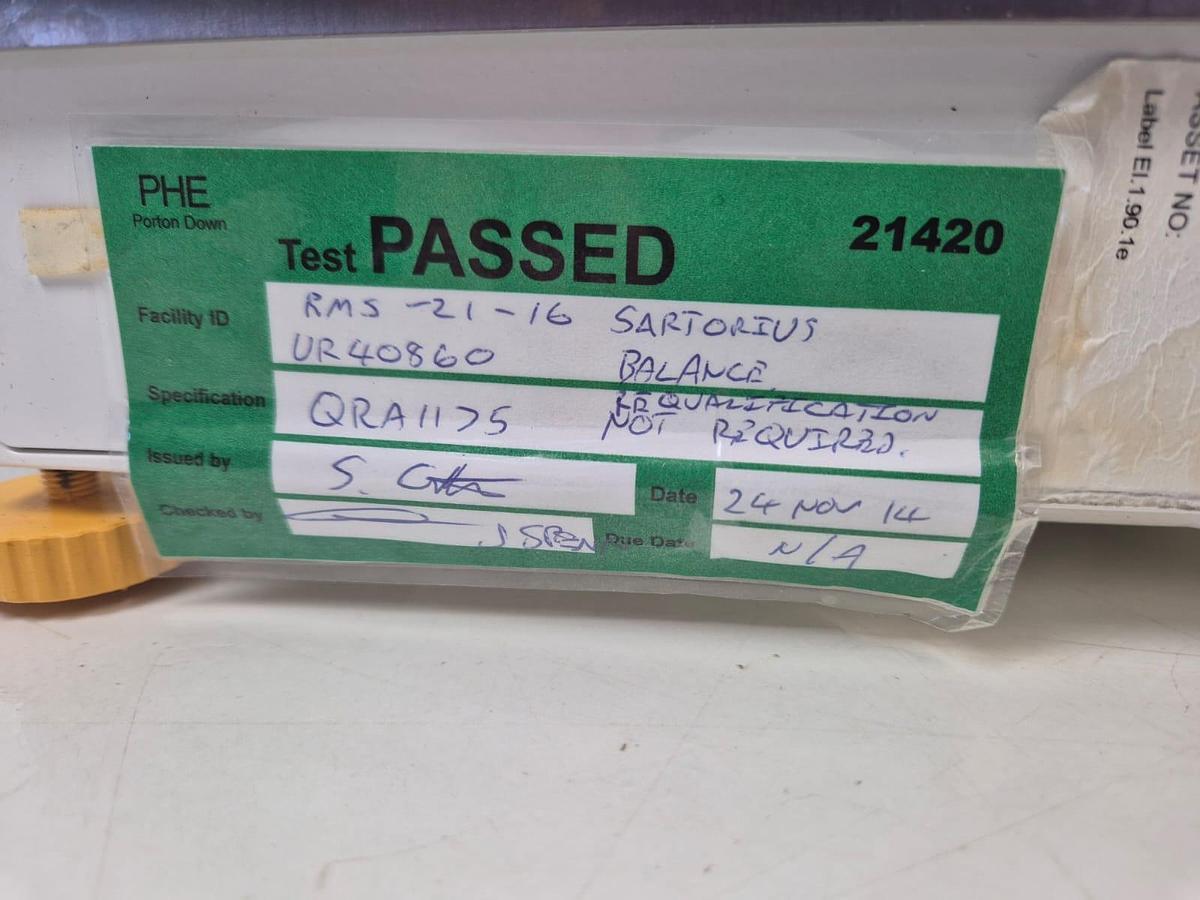 PHE
Porton Down
Test PASSED
21420
Facility ID
RMS -21-16 SARTORIUS
UR40860 BALANCE
Specification
QRA1175 REQUALIFICATION
NOT REQUIRED.
Issued by
S.
Date
24 NOV 14
Checked by
Due Date
N/A
ASSET NO:
Label EI.1.90.1e